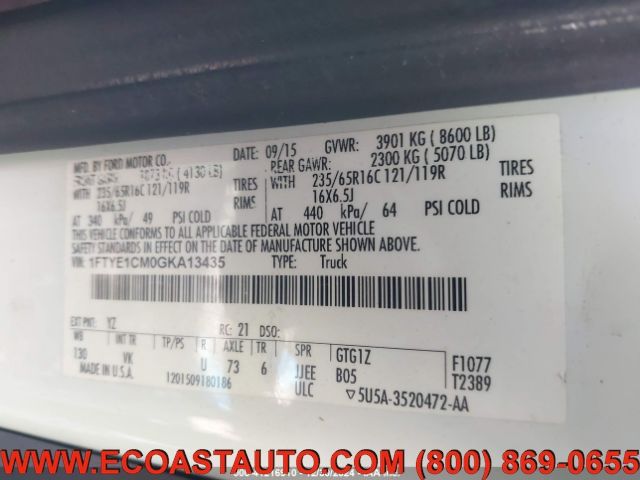 MFG. BY FORD MOTOR CO. DATE: 09/15 GVWR: 3901 KG ( 8600 LB)
( 4130 LB) REAR GAWR: 2300 KG ( 5070 LB)
WITH 235/65R16C 121/119R TIRES WITH 235/65R16C 121/119R TIRES
16X6.5J RIMS 16X6.5J RIMS
AT 340 kPa/ 49 PSI COLD AT 440 kPa/ 64 PSI COLD
THIS VEHICLE CONFORMS TO ALL APPLICABLE FEDERAL MOTOR VEHICLE
SAFETY STANDARDS IN EFFECT ON THE DATE OF MANUFACTURE SHOWN ABOVE
VIN: 1FTYE1CM0GKA13435 TYPE: Truck
EXT PNT: YZ RC: 21 DSO:
WB INT TR TP/PS R AXLE TR SPR GTG1Z F1077
130 VK U 73 6 JJEE B05 T2389
MADE IN U.S.A. 1201509180186 ULC ▽5U5A-3520472-AA
WWW.ECOASTAUTO.COM (800) 869-0655